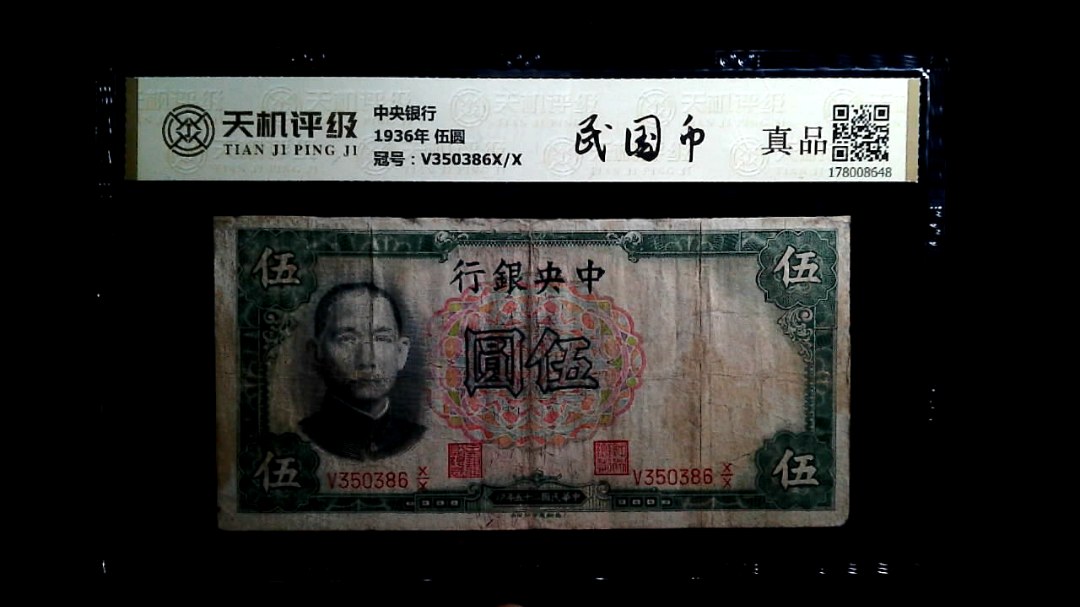 天机评级
TIAN JI PING JI
中央银行
1936年 伍圆
冠号：V350386X/X
民国币
真品
178008648
伍
伍
行銀央中
圓伍
伍
伍
V350386 X/X
V350386 X/X